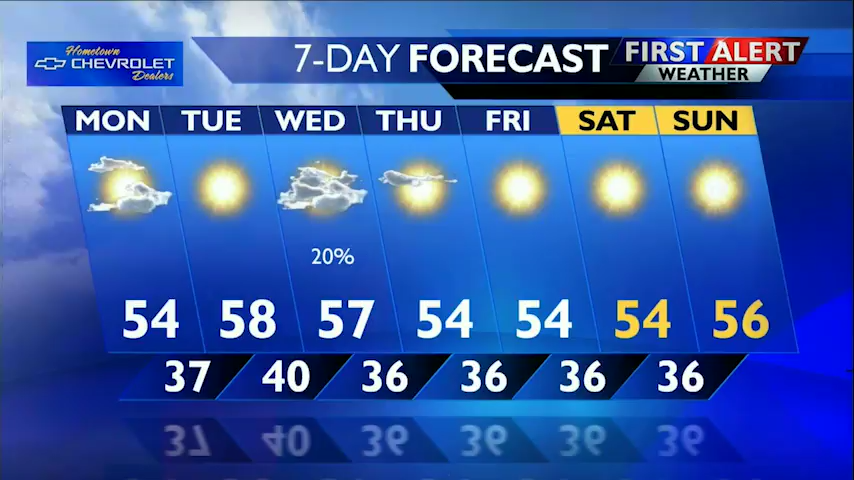 Hometown
CHEVROLET
Dealers
7-DAY FORECAST
FIRST ALERT
WEATHER
MON TUE WED THU FRI SAT SUN
20%
54 58 57 54 54 54 56
37 40 36 36 36 36